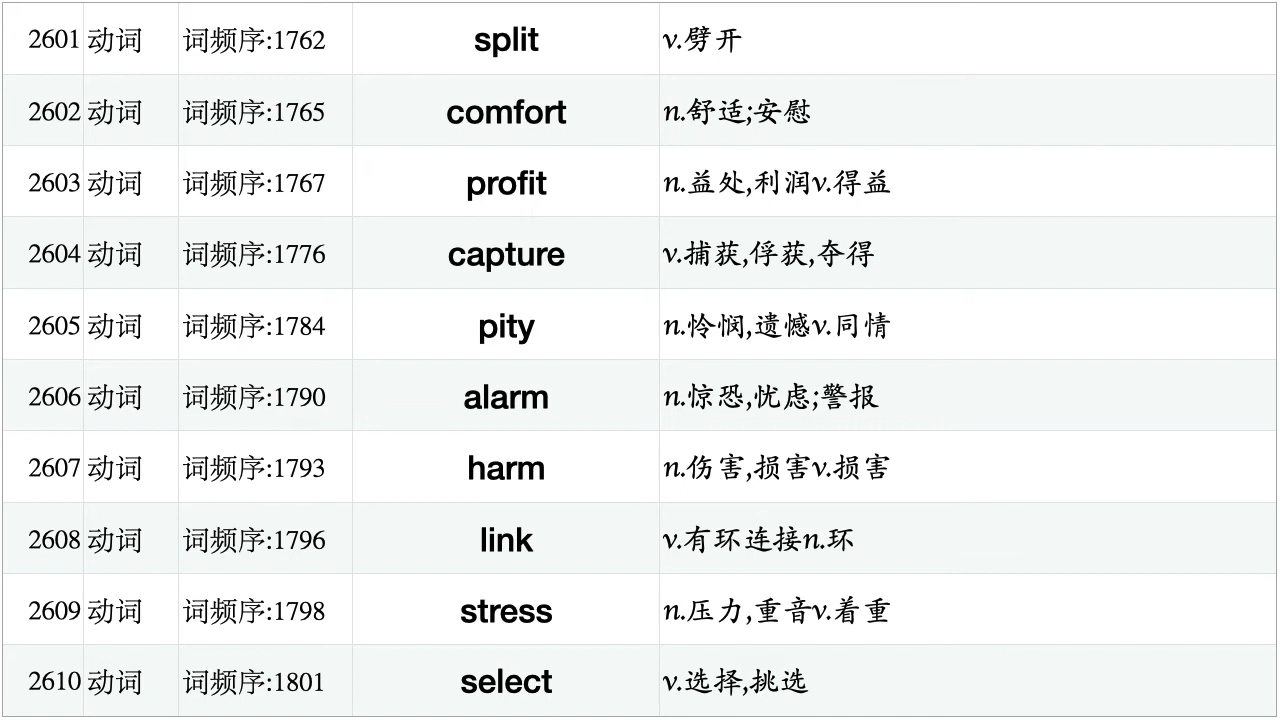 2601 动词 词频序:1762 split v.劈开
2602 动词 词频序:1765 comfort n.舒适;安慰
2603 动词 词频序:1767 profit n.益处,利润v.得益
2604 动词 词频序:1776 capture v.捕获,俘获,夺得
2605 动词 词频序:1784 pity n.怜悯,遗憾v.同情
2606 动词 词频序:1790 alarm n.惊恐,忧虑;警报
2607 动词 词频序:1793 harm n.伤害,损害v.损害
2608 动词 词频序:1796 link v.有环连接n.环
2609 动词 词频序:1798 stress n.压力,重音v.着重
2610 动词 词频序:1801 select v.选择,挑选